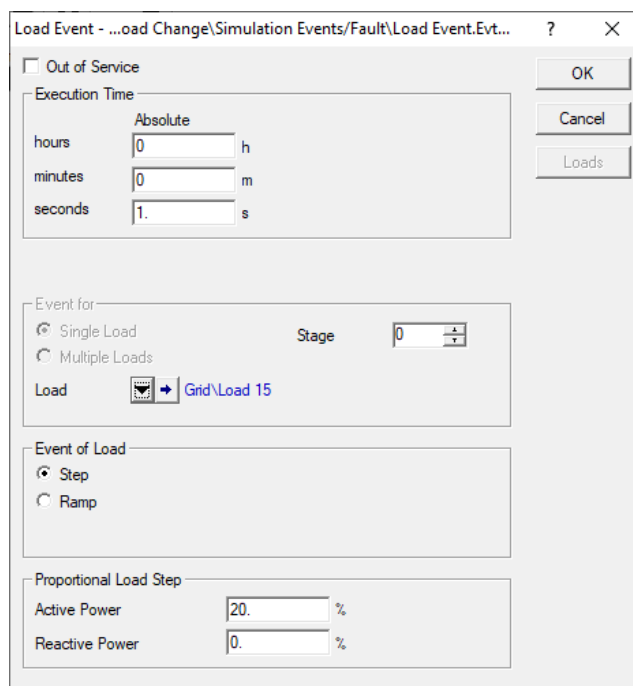 Load Event - ...oad Change\Simulation Events/Fault\Load Event.Evt... ?
Out of Service
OK
Execution Time
Absolute
Cancel
hours 0 h
Loads
minutes 0 m
seconds 1. s
Event for
Single Load
Stage 0
Multiple Loads
Load Grid\Load 15
Event of Load
Step
Ramp
Proportional Load Step
Active Power 20. %
Reactive Power 0. %